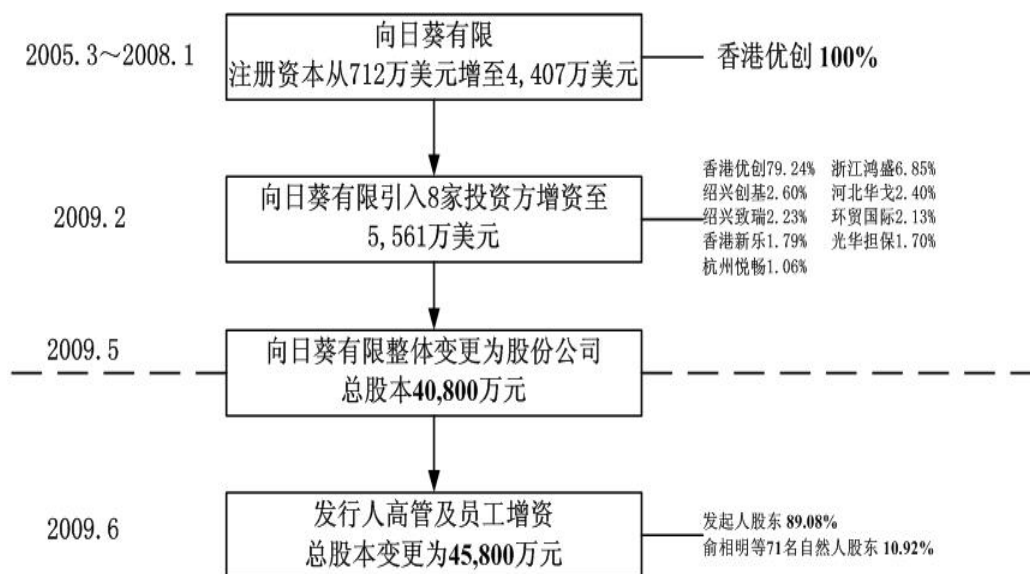 2005.3～2008.1
向日葵有限
注册资本从712万美元增至4,407万美元
香港优创 100%
2009.2
向日葵有限引入8家投资方增资至
5,561万美元
香港优创79.24% 浙江鸿盛6.85%
绍兴创基2.60% 河北华戈2.40%
绍兴致瑞2.23% 环贸国际2.13%
香港新乐1.79% 光华担保1.70%
杭州悦畅1.06%
2009.5
向日葵有限整体变更为股份公司
总股本40,800万元
2009.6
发行人高管及员工增资
总股本变更为45,800万元
发起人股东 89.08%
俞相明等71名自然人股东 10.92%